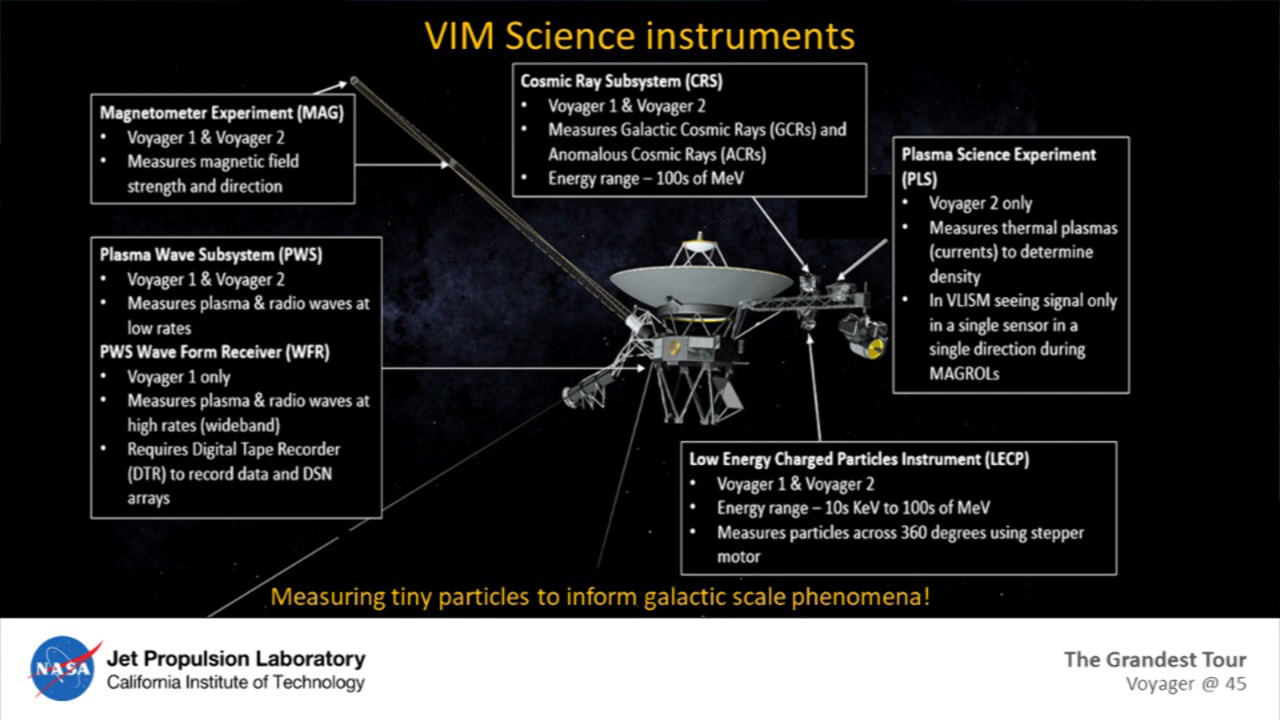 VIM Science instruments
Magnetometer Experiment (MAG)
• Voyager 1 & Voyager 2
• Measures magnetic field
strength and direction
Plasma Wave Subsystem (PWS)
• Voyager 1 & Voyager 2
• Measures plasma & radio waves at
low rates
PWS Wave Form Receiver (WFR)
• Voyager 1 only
• Measures plasma & radio waves at
high rates (wideband)
• Requires Digital Tape Recorder
(DTR) to record data and DSN
arrays
Cosmic Ray Subsystem (CRS)
• Voyager 1 & Voyager 2
• Measures Galactic Cosmic Rays (GCRs) and
Anomalous Cosmic Rays (ACRs)
• Energy range – 100s of MeV
Plasma Science Experiment
(PLS)
• Voyager 2 only
• Measures thermal plasmas
(currents) to determine
density
• In VLISM seeing signal only
in a single sensor in a
single direction during
MAGROLs
Low Energy Charged Particles Instrument (LECP)
• Voyager 1 & Voyager 2
• Energy range – 10s KeV to 100s of MeV
• Measures particles across 360 degrees using stepper
motor
Measuring tiny particles to inform galactic scale phenomena!
NASA
Jet Propulsion Laboratory
California Institute of Technology
The Grandest Tour
Voyager @ 45